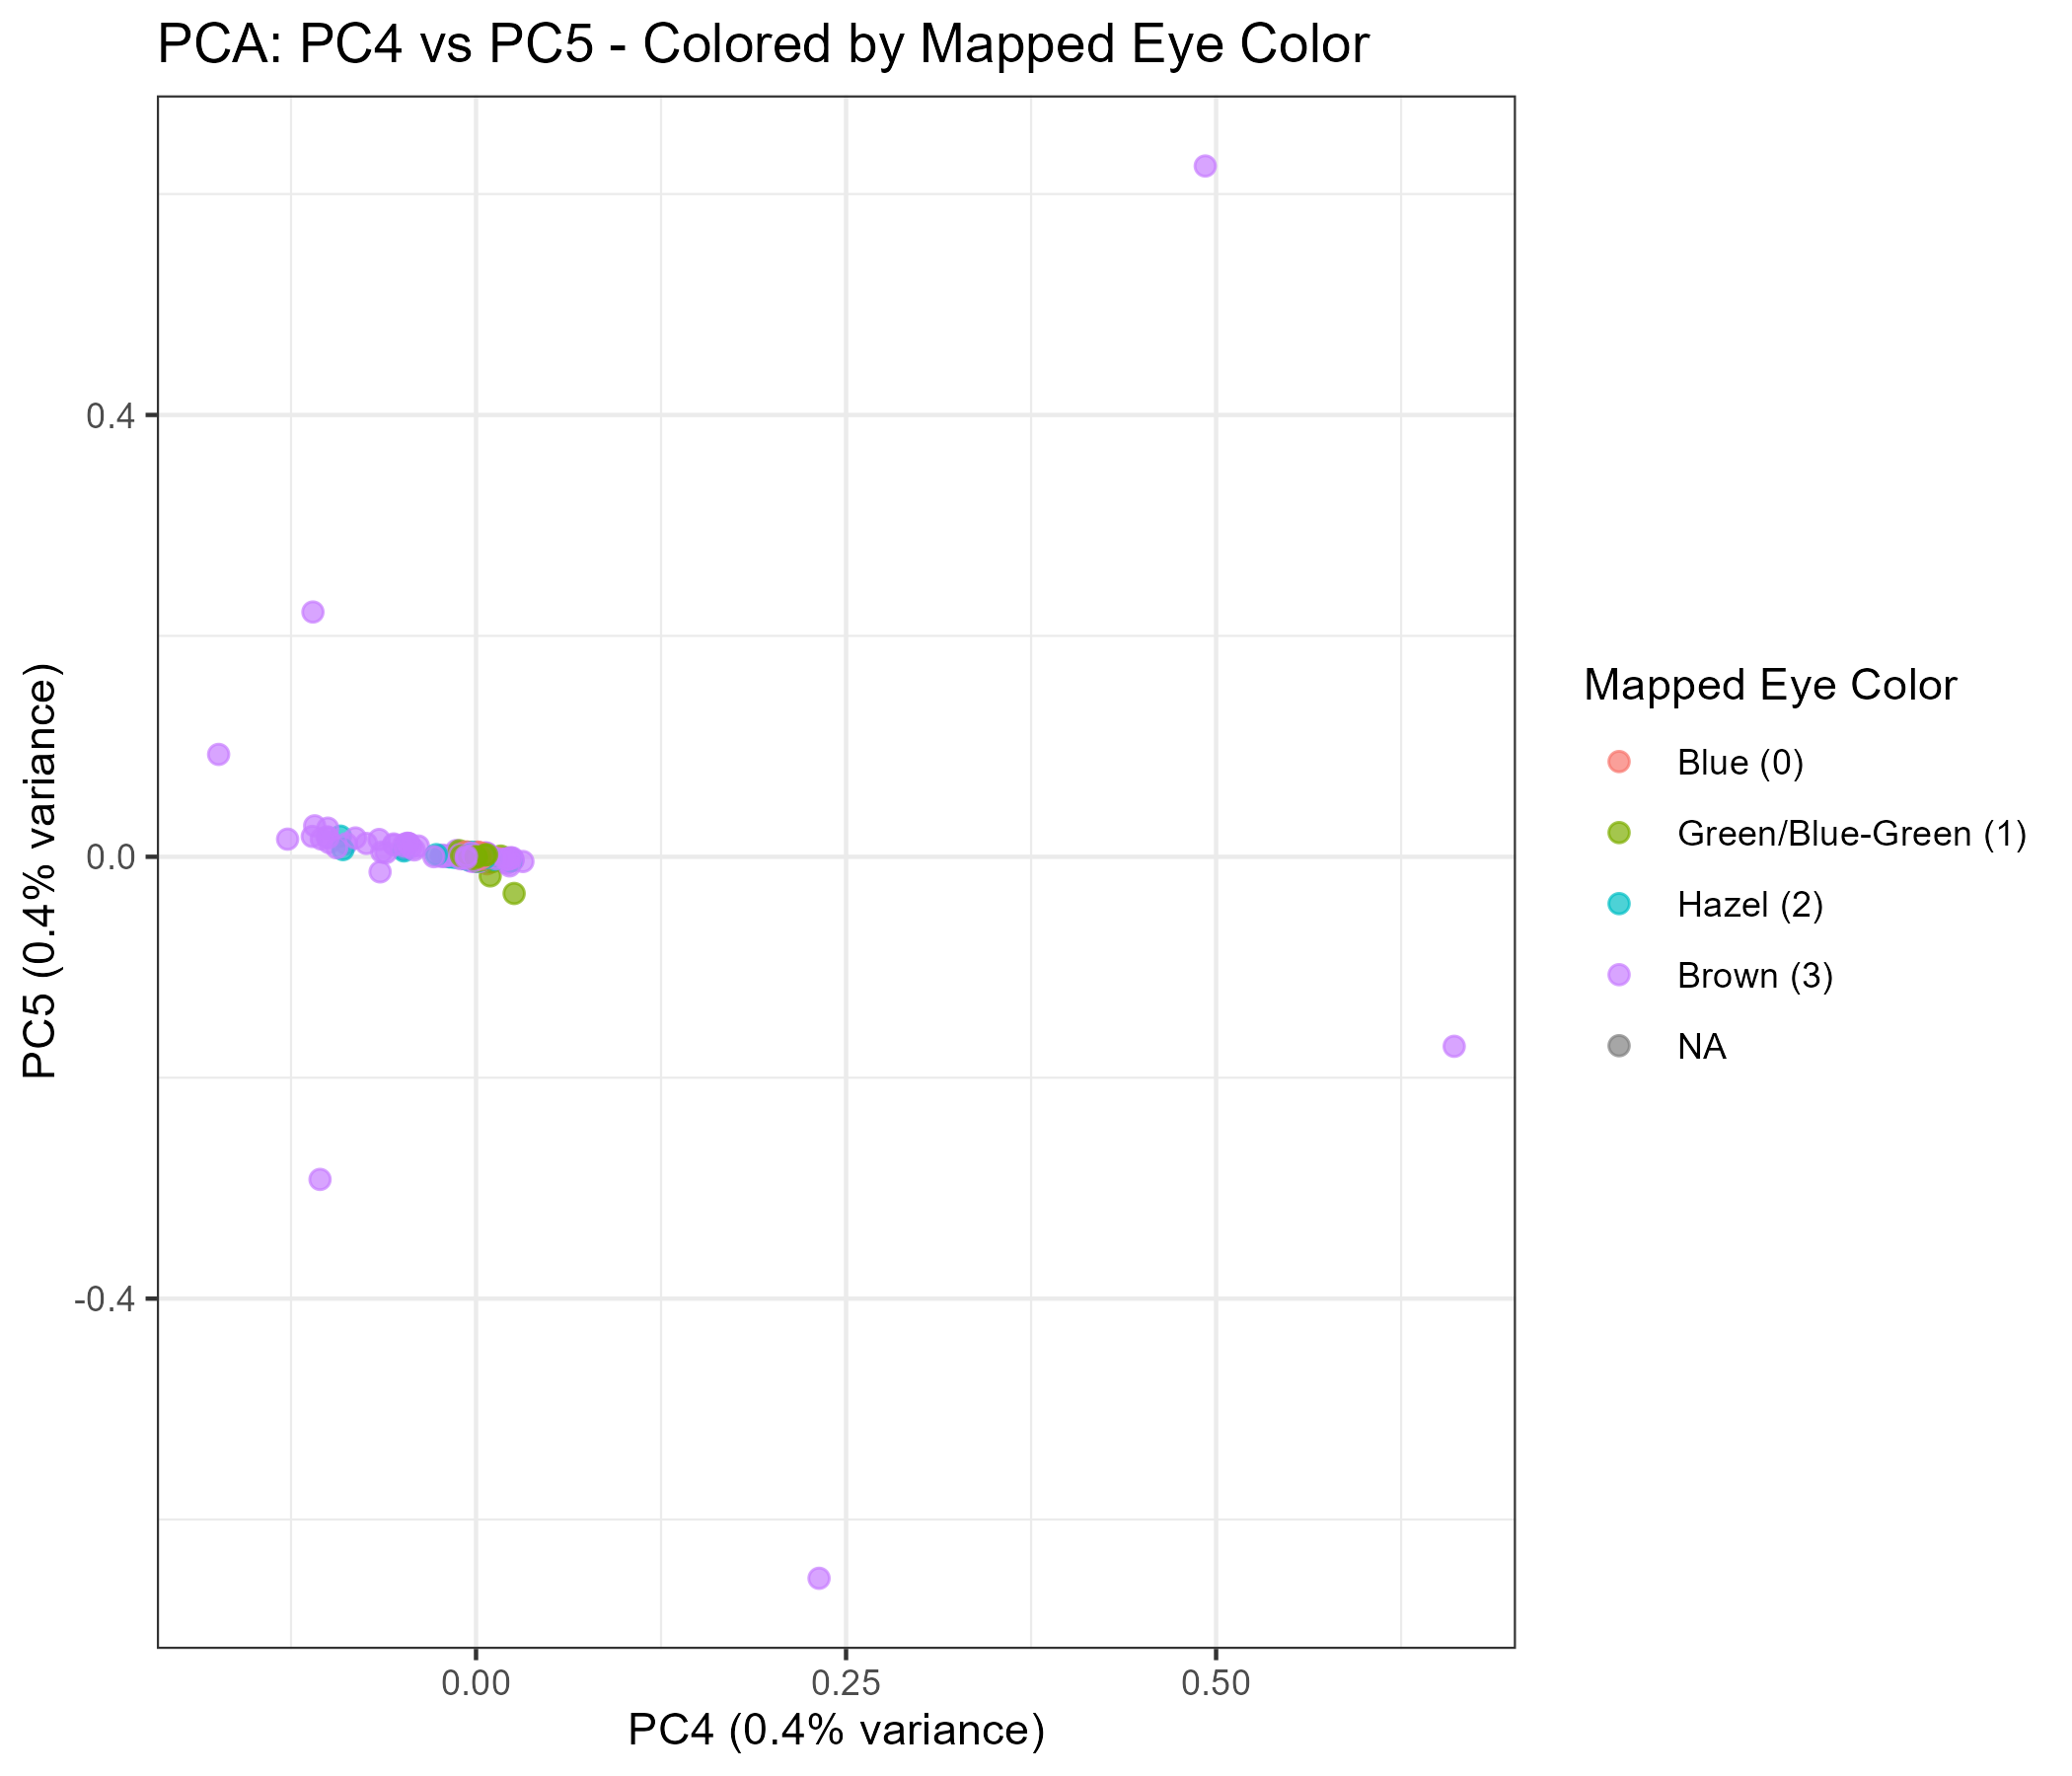 PCA: PC4 vs PC5 - Colored by Mapped Eye Color
PC5 (0.4% variance)
0.4
0.0
-0.4
0.00
0.25
0.50
PC4 (0.4% variance)
Mapped Eye Color
Blue (0)
Green/Blue-Green (1)
Hazel (2)
Brown (3)
NA